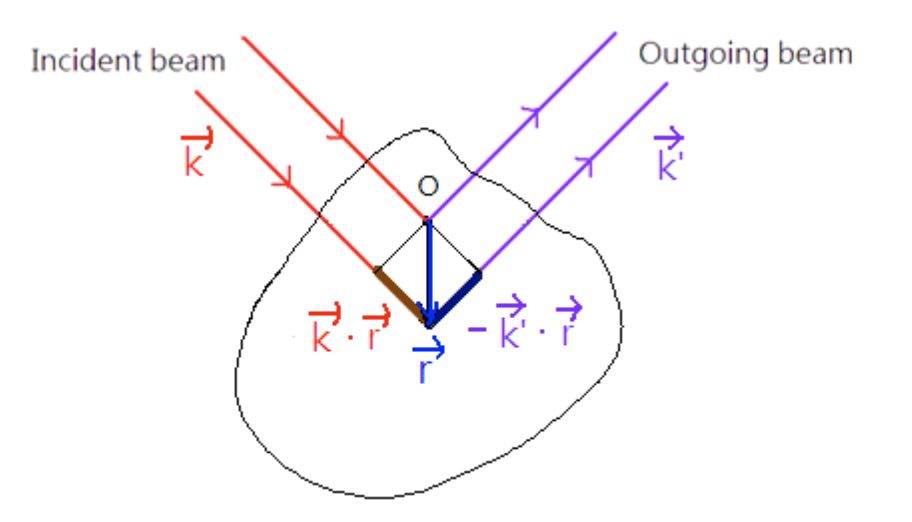 Incident beam
Outgoing beam
k⃗
k⃗'
O
k⃗ · r⃗
- k⃗' · r⃗
r⃗